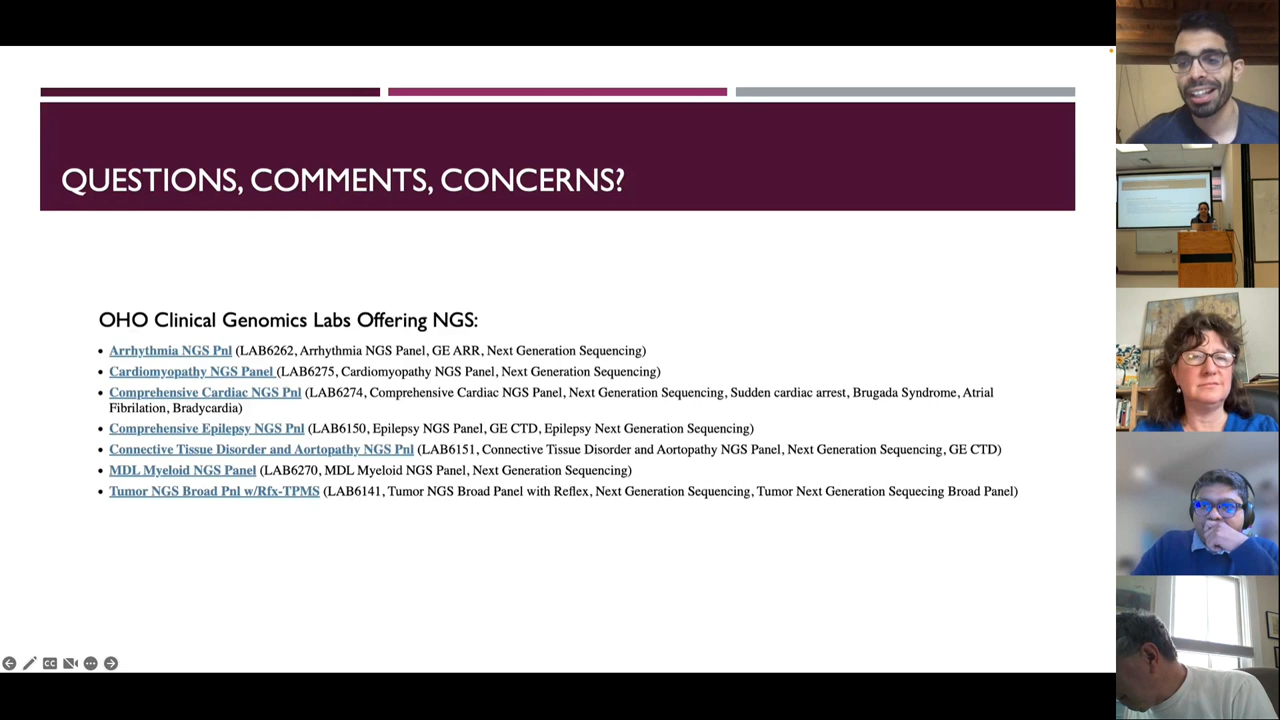 QUESTIONS, COMMENTS, CONCERNS?
OHO Clinical Genomics Labs Offering NGS:
• Arrhythmia NGS Pnl (LAB6262, Arrhythmia NGS Panel, GE ARR, Next Generation Sequencing)
• Cardiomyopathy NGS Panel (LAB6275, Cardiomyopathy NGS Panel, Next Generation Sequencing)
• Comprehensive Cardiac NGS Pnl (LAB6274, Comprehensive Cardiac NGS Panel, Next Generation Sequencing, Sudden cardiac arrest, Brugada Syndrome, Atrial
Fibrilation, Bradycardia)
• Comprehensive Epilepsy NGS Pnl (LAB6150, Epilepsy NGS Panel, GE CTD, Epilepsy Next Generation Sequencing)
• Connective Tissue Disorder and Aortopathy NGS Pnl (LAB6151, Connective Tissue Disorder and Aortopathy NGS Panel, Next Generation Sequencing, GE CTD)
• MDL Myeloid NGS Panel (LAB6270, MDL Myeloid NGS Panel, Next Generation Sequencing)
• Tumor NGS Broad Pnl w/Rfx-TPMS (LAB6141, Tumor NGS Broad Panel with Reflex, Next Generation Sequencing, Tumor Next Generation Sequecing Broad Panel)
CC